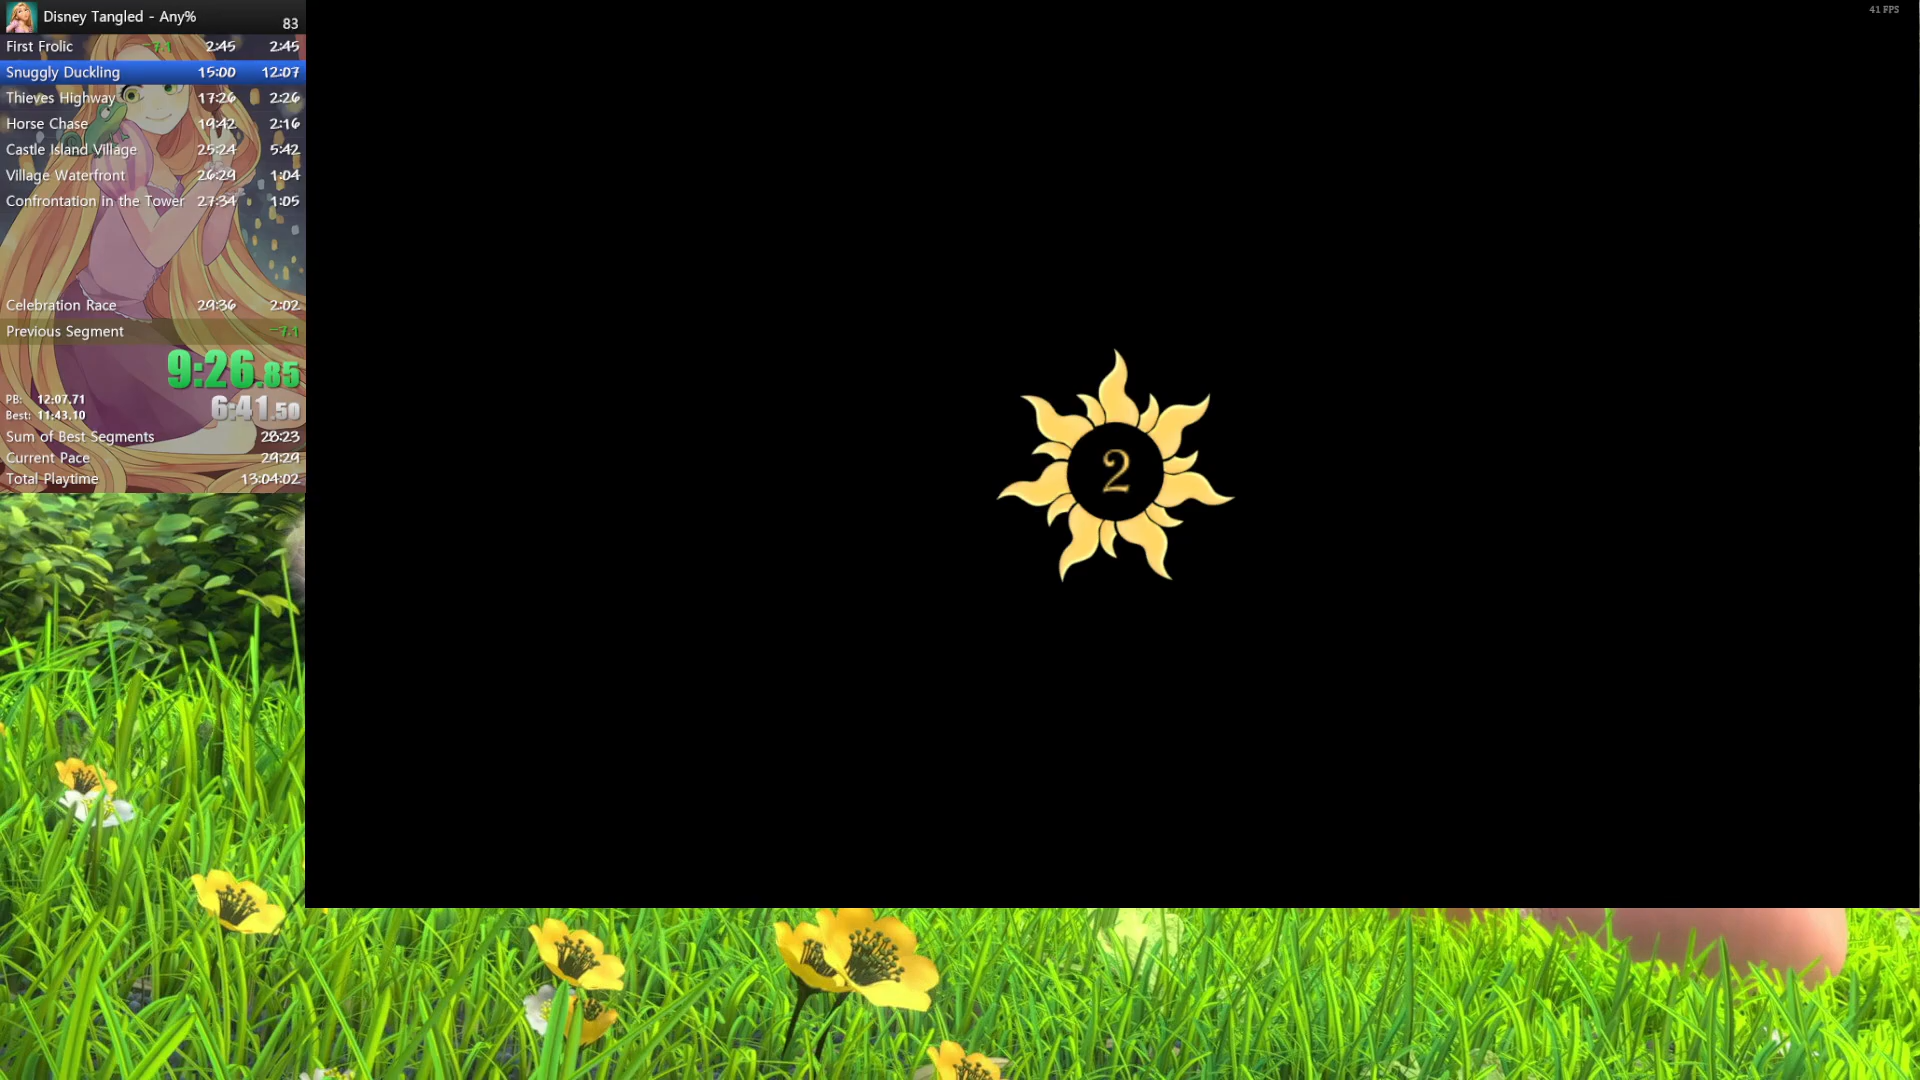 Disney Tangled - Any%
83
41 FPS
First Frolic -7.1 2:45 2:45
Snuggly Duckling 15:00 12:07
Thieves Highway 17:26 2:26
Horse Chase 19:42 2:16
Castle Island Village 25:24 5:42
Village Waterfront 26:29 1:04
Confrontation in the Tower 27:34 1:05
Celebration Race 29:36 2:02
Previous Segment -7.1
9:26.85
PB: 12:07.71
Best: 11:43.10
6:41.50
Sum of Best Segments 28:23
Current Pace 29:29
Total Playtime 13:04:02
2